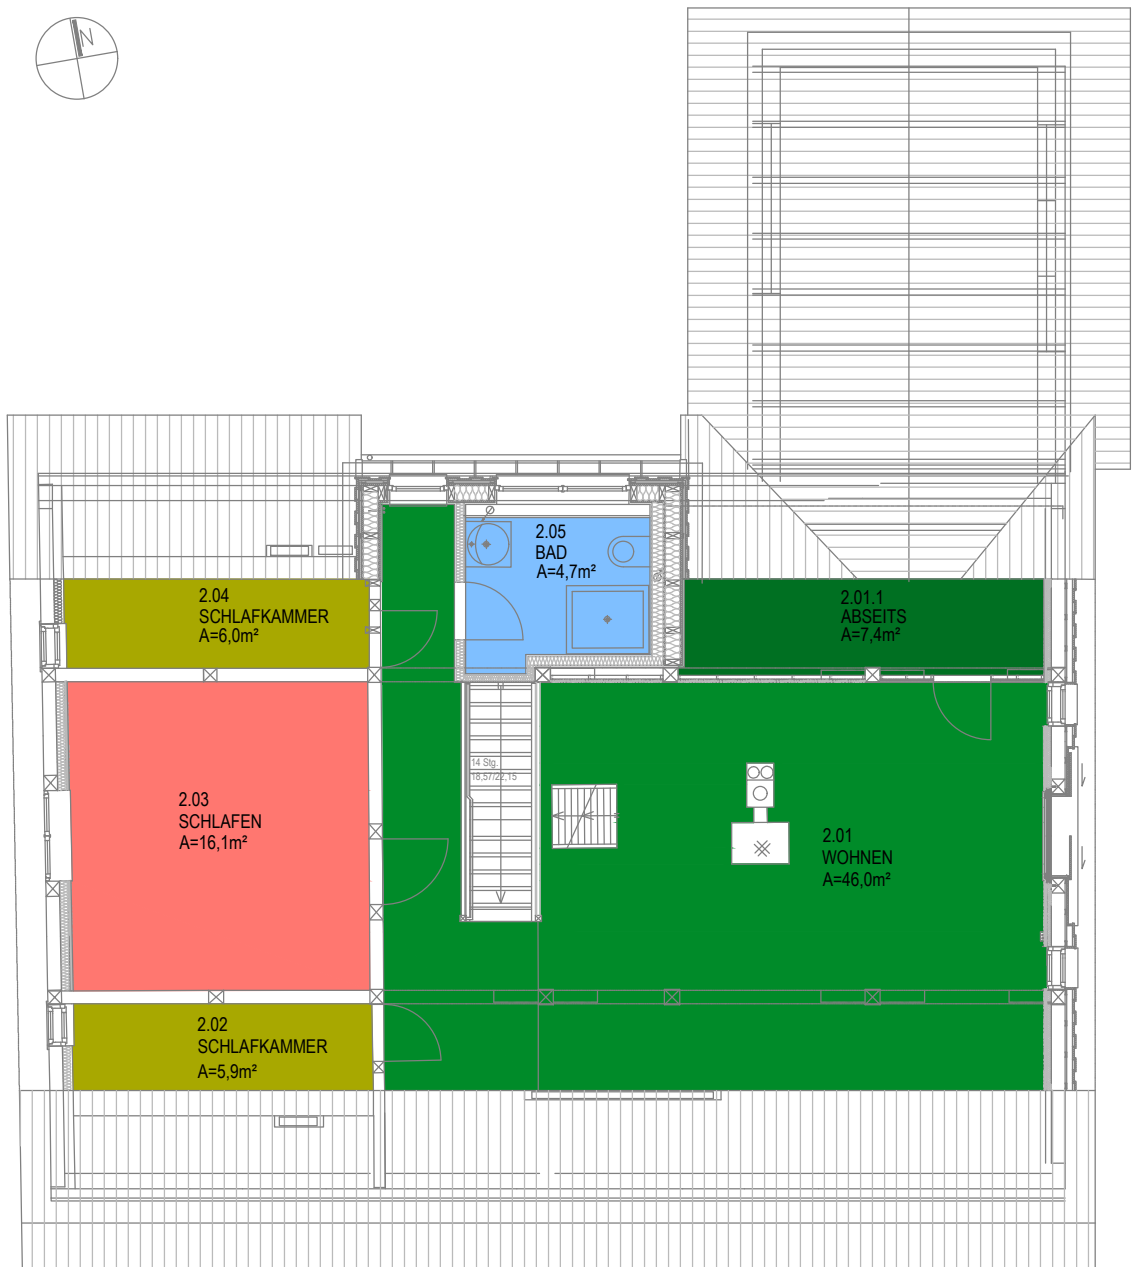 N
2.05
BAD
A=4,7m²
2.04
SCHLAFKAMMER
A=6,0m²
2.01.1
ABSEITS
A=7,4m²
14 Stg.
18,57/22,15
2.03
SCHLAFEN
A=16,1m²
2.01
WOHNEN
A=46,0m²
2.02
SCHLAFKAMMER
A=5,9m²